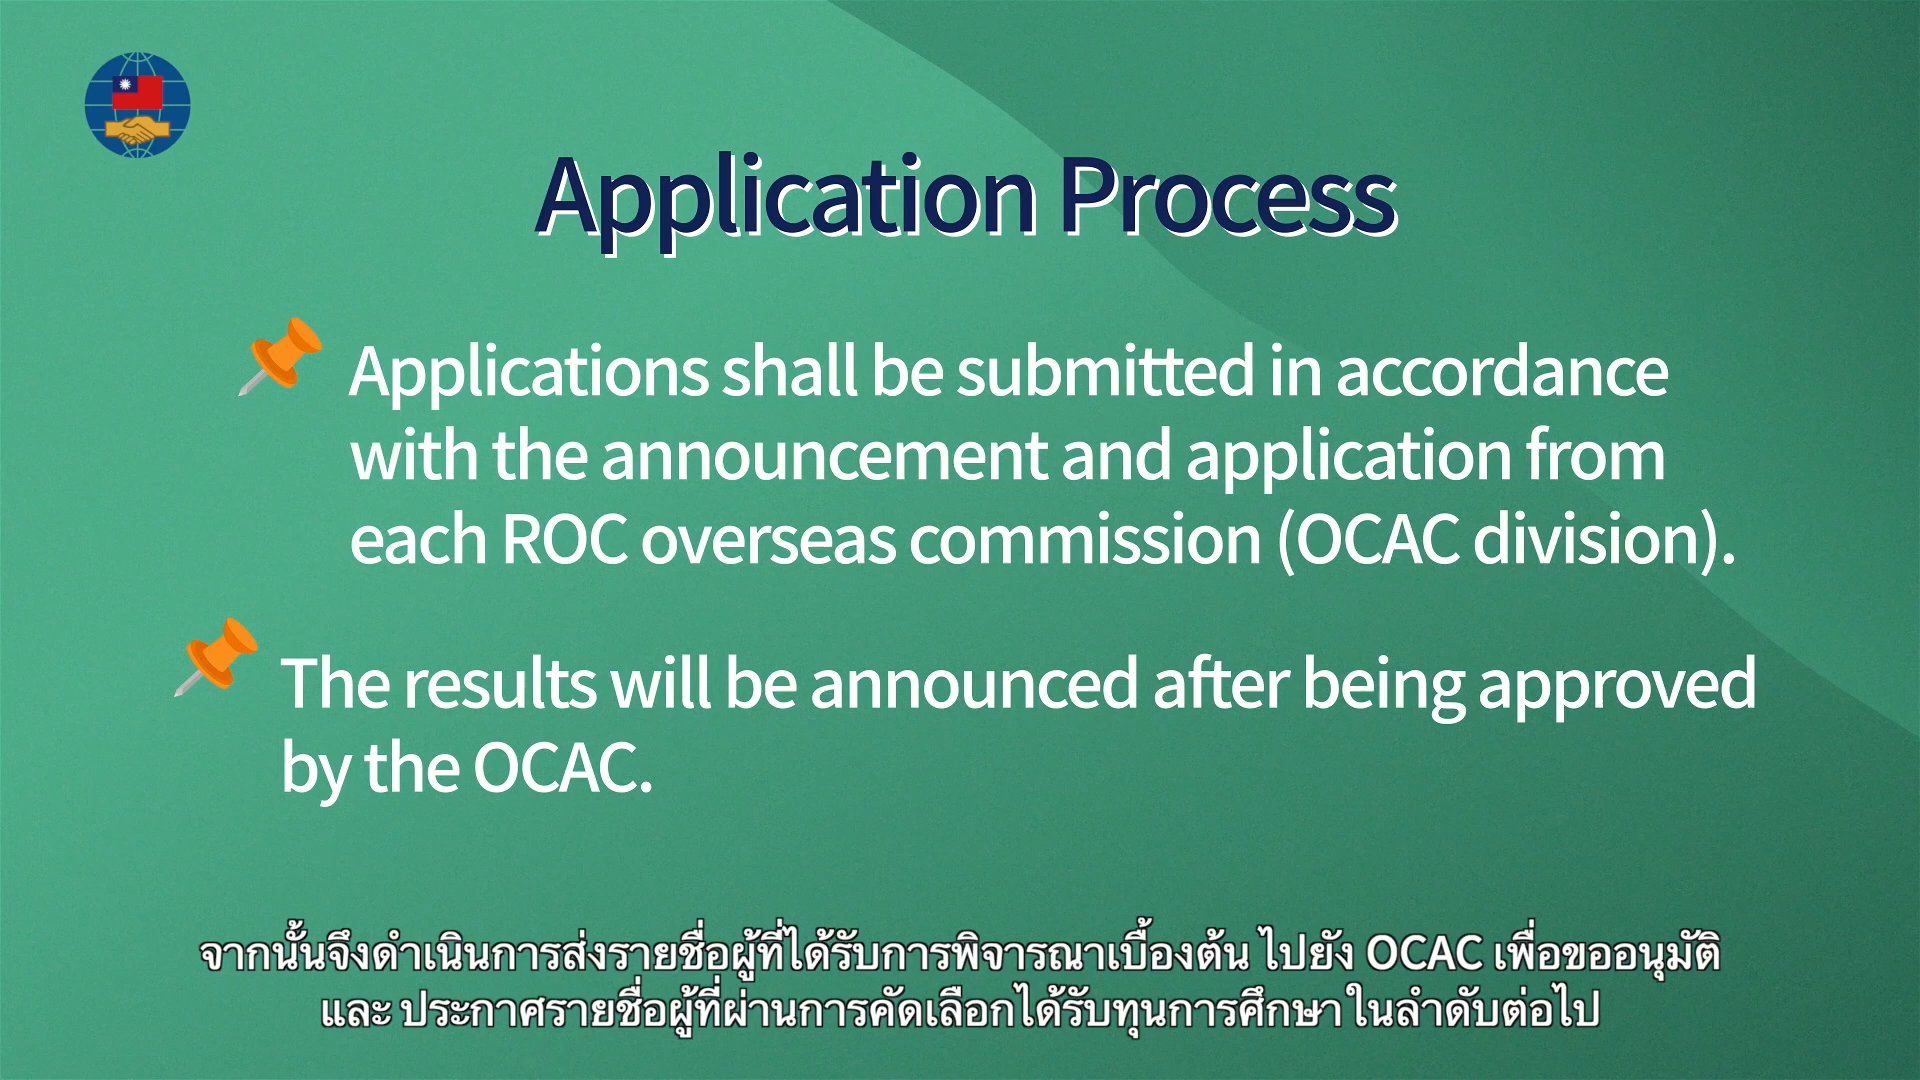 Application Process
Applications shall be submitted in accordance
with the announcement and application from
each ROC overseas commission (OCAC division).
The results will be announced after being approved
by the OCAC.
จากนั้นจึงดำเนินการส่งรายชื่อผู้ที่ได้รับการพิจารณาเบื้องต้น ไปยัง OCAC เพื่อขออนุมัติ
และ ประกาศรายชื่อผู้ที่ผ่านการคัดเลือกได้รับทุนการศึกษา ในลำดับต่อไป